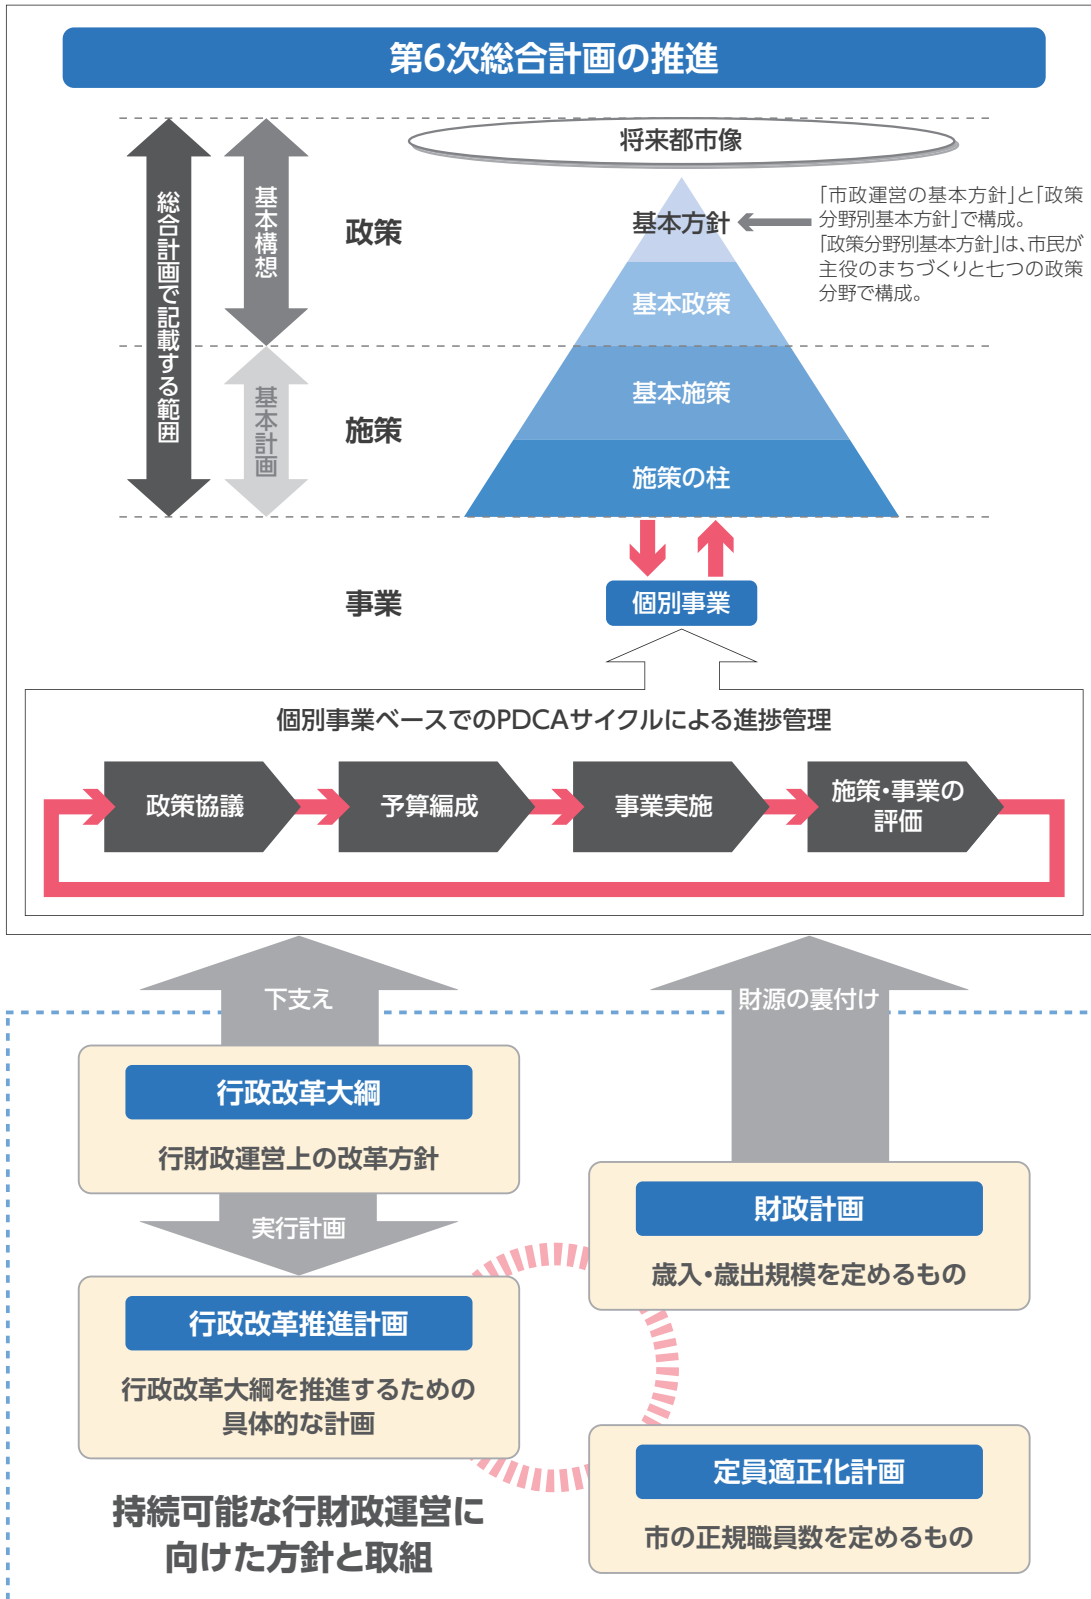 第6次総合計画の推進
将来都市像
総合計画で記載する範囲
基本構想
政策
基本方針
「市政運営の基本方針」と「政策
分野別基本方針」で構成。
「政策分野別基本方針」は、市民が
主役のまちづくりと七つの政策
分野で構成。
基本政策
基本計画
施策
基本施策
施策の柱
事業
個別事業
個別事業ベースでのPDCAサイクルによる進捗管理
政策協議
予算編成
事業実施
施策・事業の
評価
下支え
財源の裏付け
行政改革大綱
行財政運営上の改革方針
実行計画
財政計画
歳入・歳出規模を定めるもの
行政改革推進計画
行政改革大綱を推進するための
具体的な計画
定員適正化計画
市の正規職員数を定めるもの
持続可能な行財政運営に
向けた方針と取組